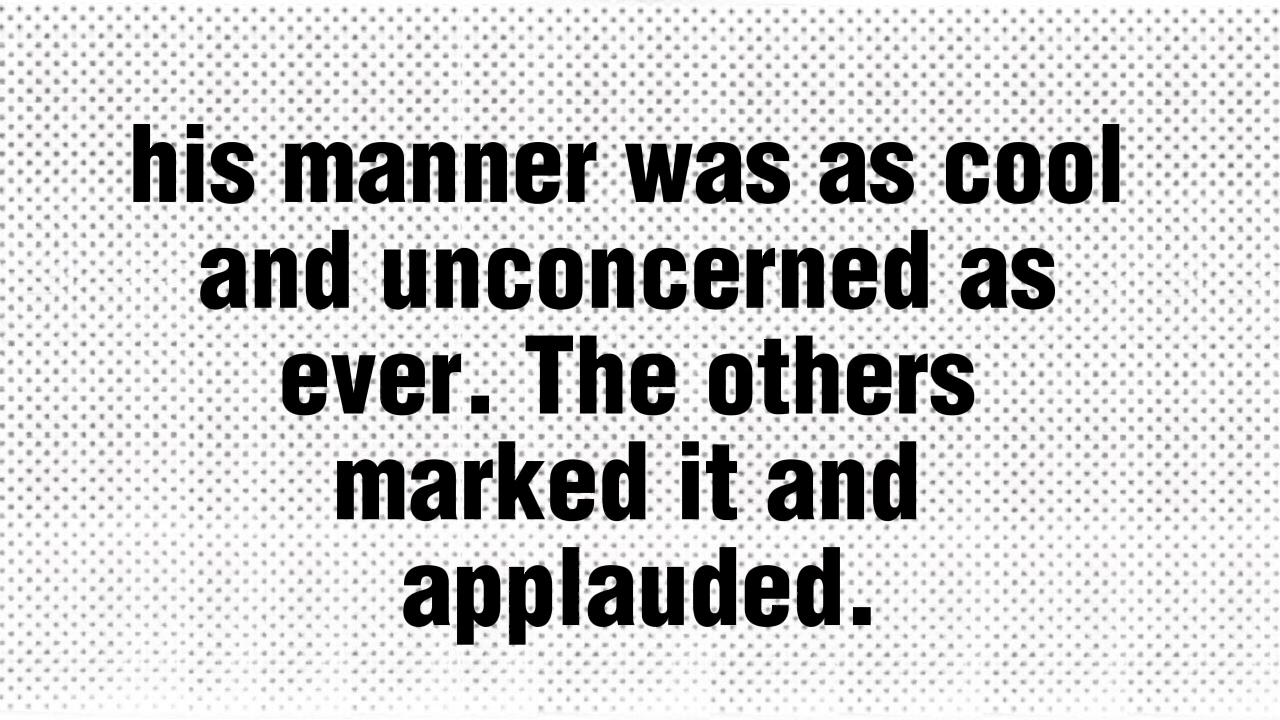 his manner was as cool
and unconcerned as
ever. The others
marked it and
applauded.